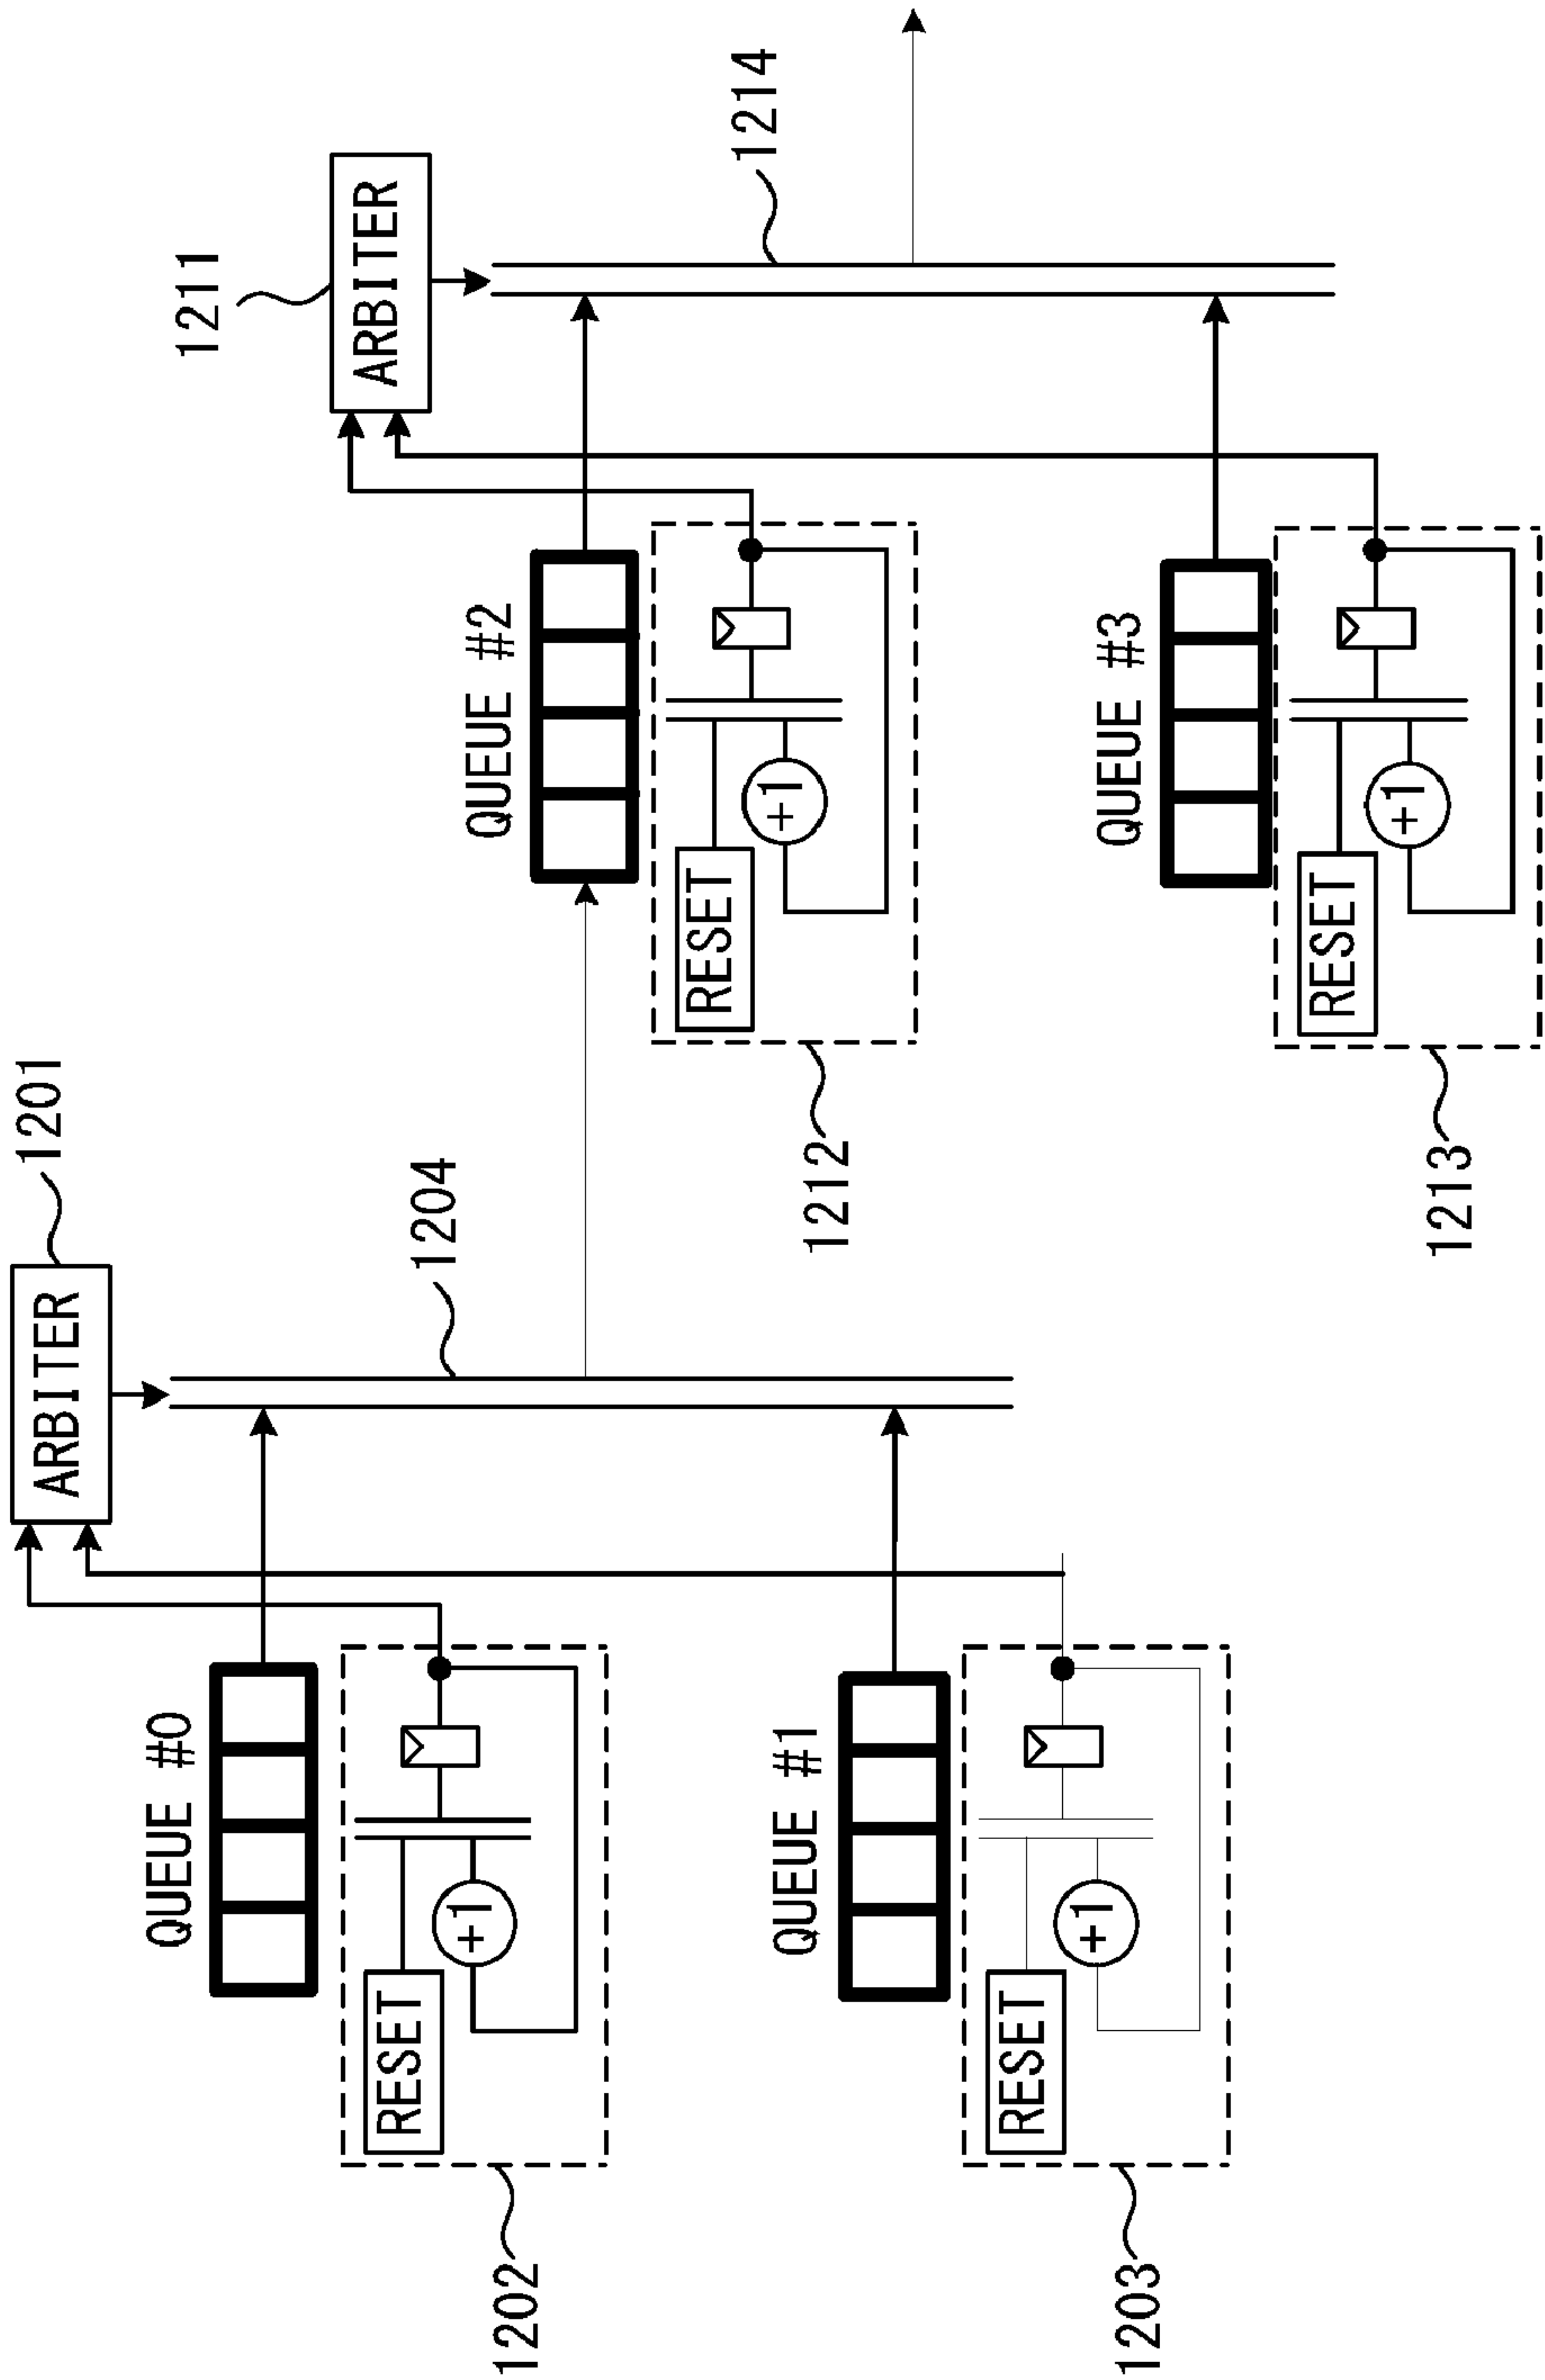 1201
ARBITER
QUEUE #0
RESET
+1
1202
1204
QUEUE #1
RESET
+1
1203
1211
ARBITER
QUEUE #2
RESET
+1
1212
1214
QUEUE #3
RESET
+1
1213